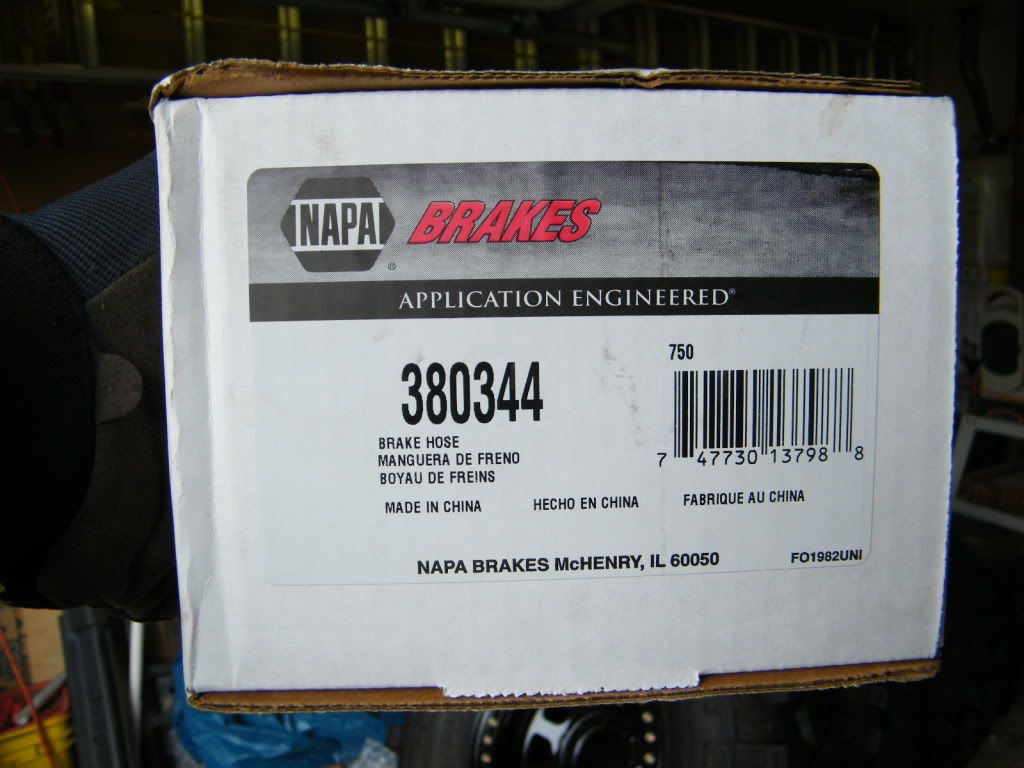 NAPA BRAKES
®
APPLICATION ENGINEERED®
750
380344
7 47730 13798 8
BRAKE HOSE
MANGUERA DE FRENO
BOYAU DE FREINS
MADE IN CHINA HECHO EN CHINA FABRIQUE AU CHINA
NAPA BRAKES McHENRY, IL 60050 FO1982UNI